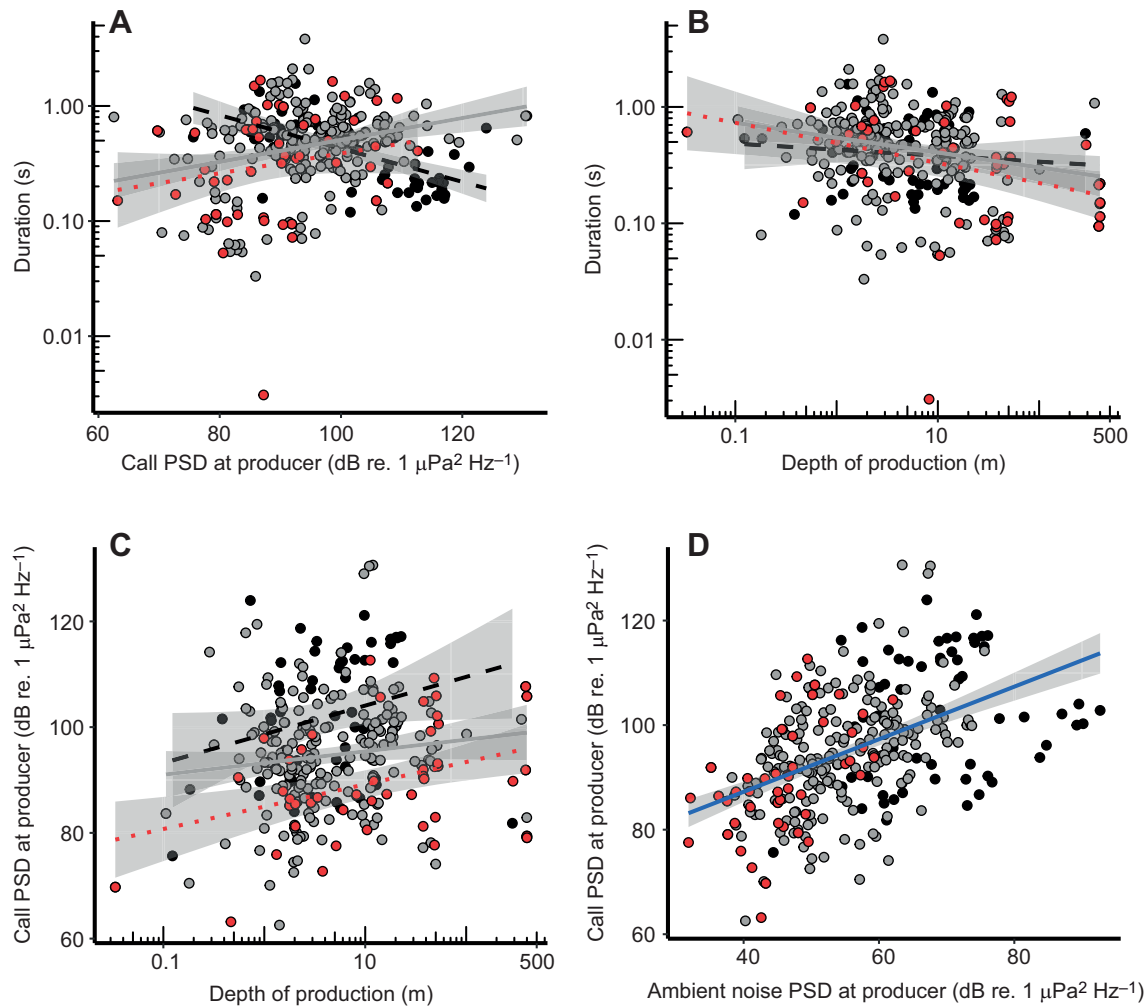 A
Duration (s)
1.00
0.10
0.01
60
80
100
120
Call PSD at producer (dB re. 1 μPa² Hz⁻¹)
B
Duration (s)
1.00
0.10
0.01
0.1
10
500
Depth of production (m)
C
Call PSD at producer (dB re. 1 μPa² Hz⁻¹)
120
100
80
60
0.1
10
500
Depth of production (m)
D
Call PSD at producer (dB re. 1 μPa² Hz⁻¹)
120
100
80
60
40
60
80
Ambient noise PSD at producer (dB re. 1 μPa² Hz⁻¹)